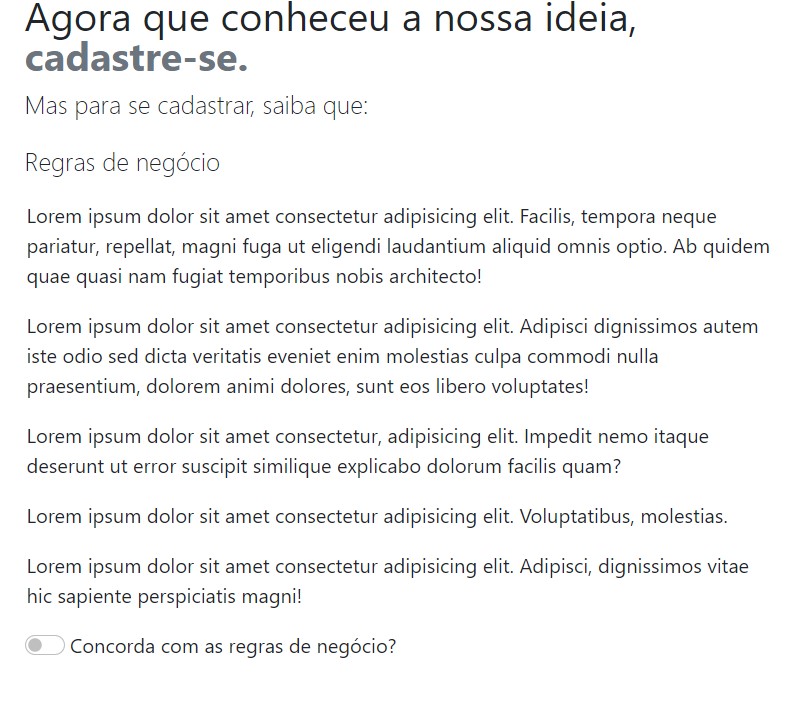 Agora que conheceu a nossa ideia,
cadastre-se.
Mas para se cadastrar, saiba que:
Regras de negócio
Lorem ipsum dolor sit amet consectetur adipisicing elit. Facilis, tempora neque
pariatur, repellat, magni fuga ut eligendi laudantium aliquid omnis optio. Ab quidem
quae quasi nam fugiat temporibus nobis architecto!
Lorem ipsum dolor sit amet consectetur adipisicing elit. Adipisci dignissimos autem
iste odio sed dicta veritatis eveniet enim molestias culpa commodi nulla
praesentium, dolorem animi dolores, sunt eos libero voluptates!
Lorem ipsum dolor sit amet consectetur, adipisicing elit. Impedit nemo itaque
deserunt ut error suscipit similique explicabo dolorum facilis quam?
Lorem ipsum dolor sit amet consectetur adipisicing elit. Voluptatibus, molestias.
Lorem ipsum dolor sit amet consectetur adipisicing elit. Adipisci, dignissimos vitae
hic sapiente perspiciatis magni!
Concorda com as regras de negócio?